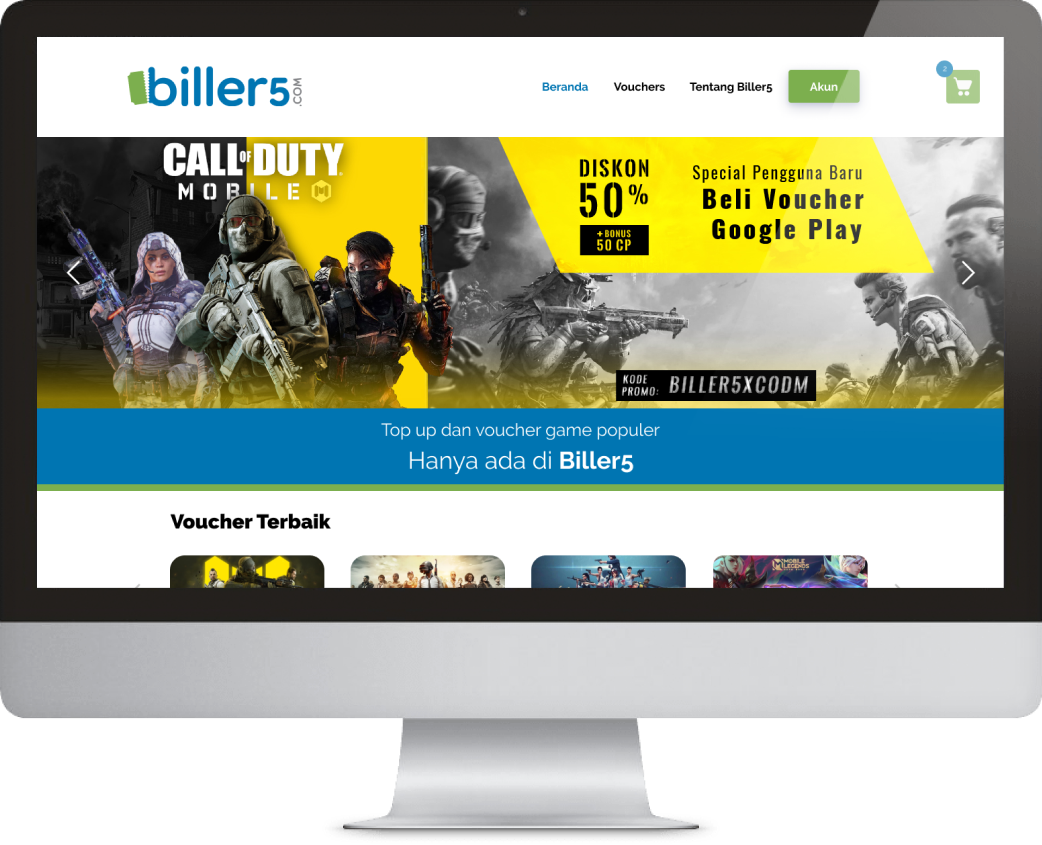 biller5.COM
Beranda
Vouchers
Tentang Biller5
Akun
2
CALL OF DUTY
MOBILE
DISKON
50%
+BONUS
50 CP
Special Pengguna Baru
Beli Voucher
Google Play
KODE
PROMO:
BILLER5XCODM
Top up dan voucher game populer
Hanya ada di Biller5
Voucher Terbaik
MOBILE
LEGENDS